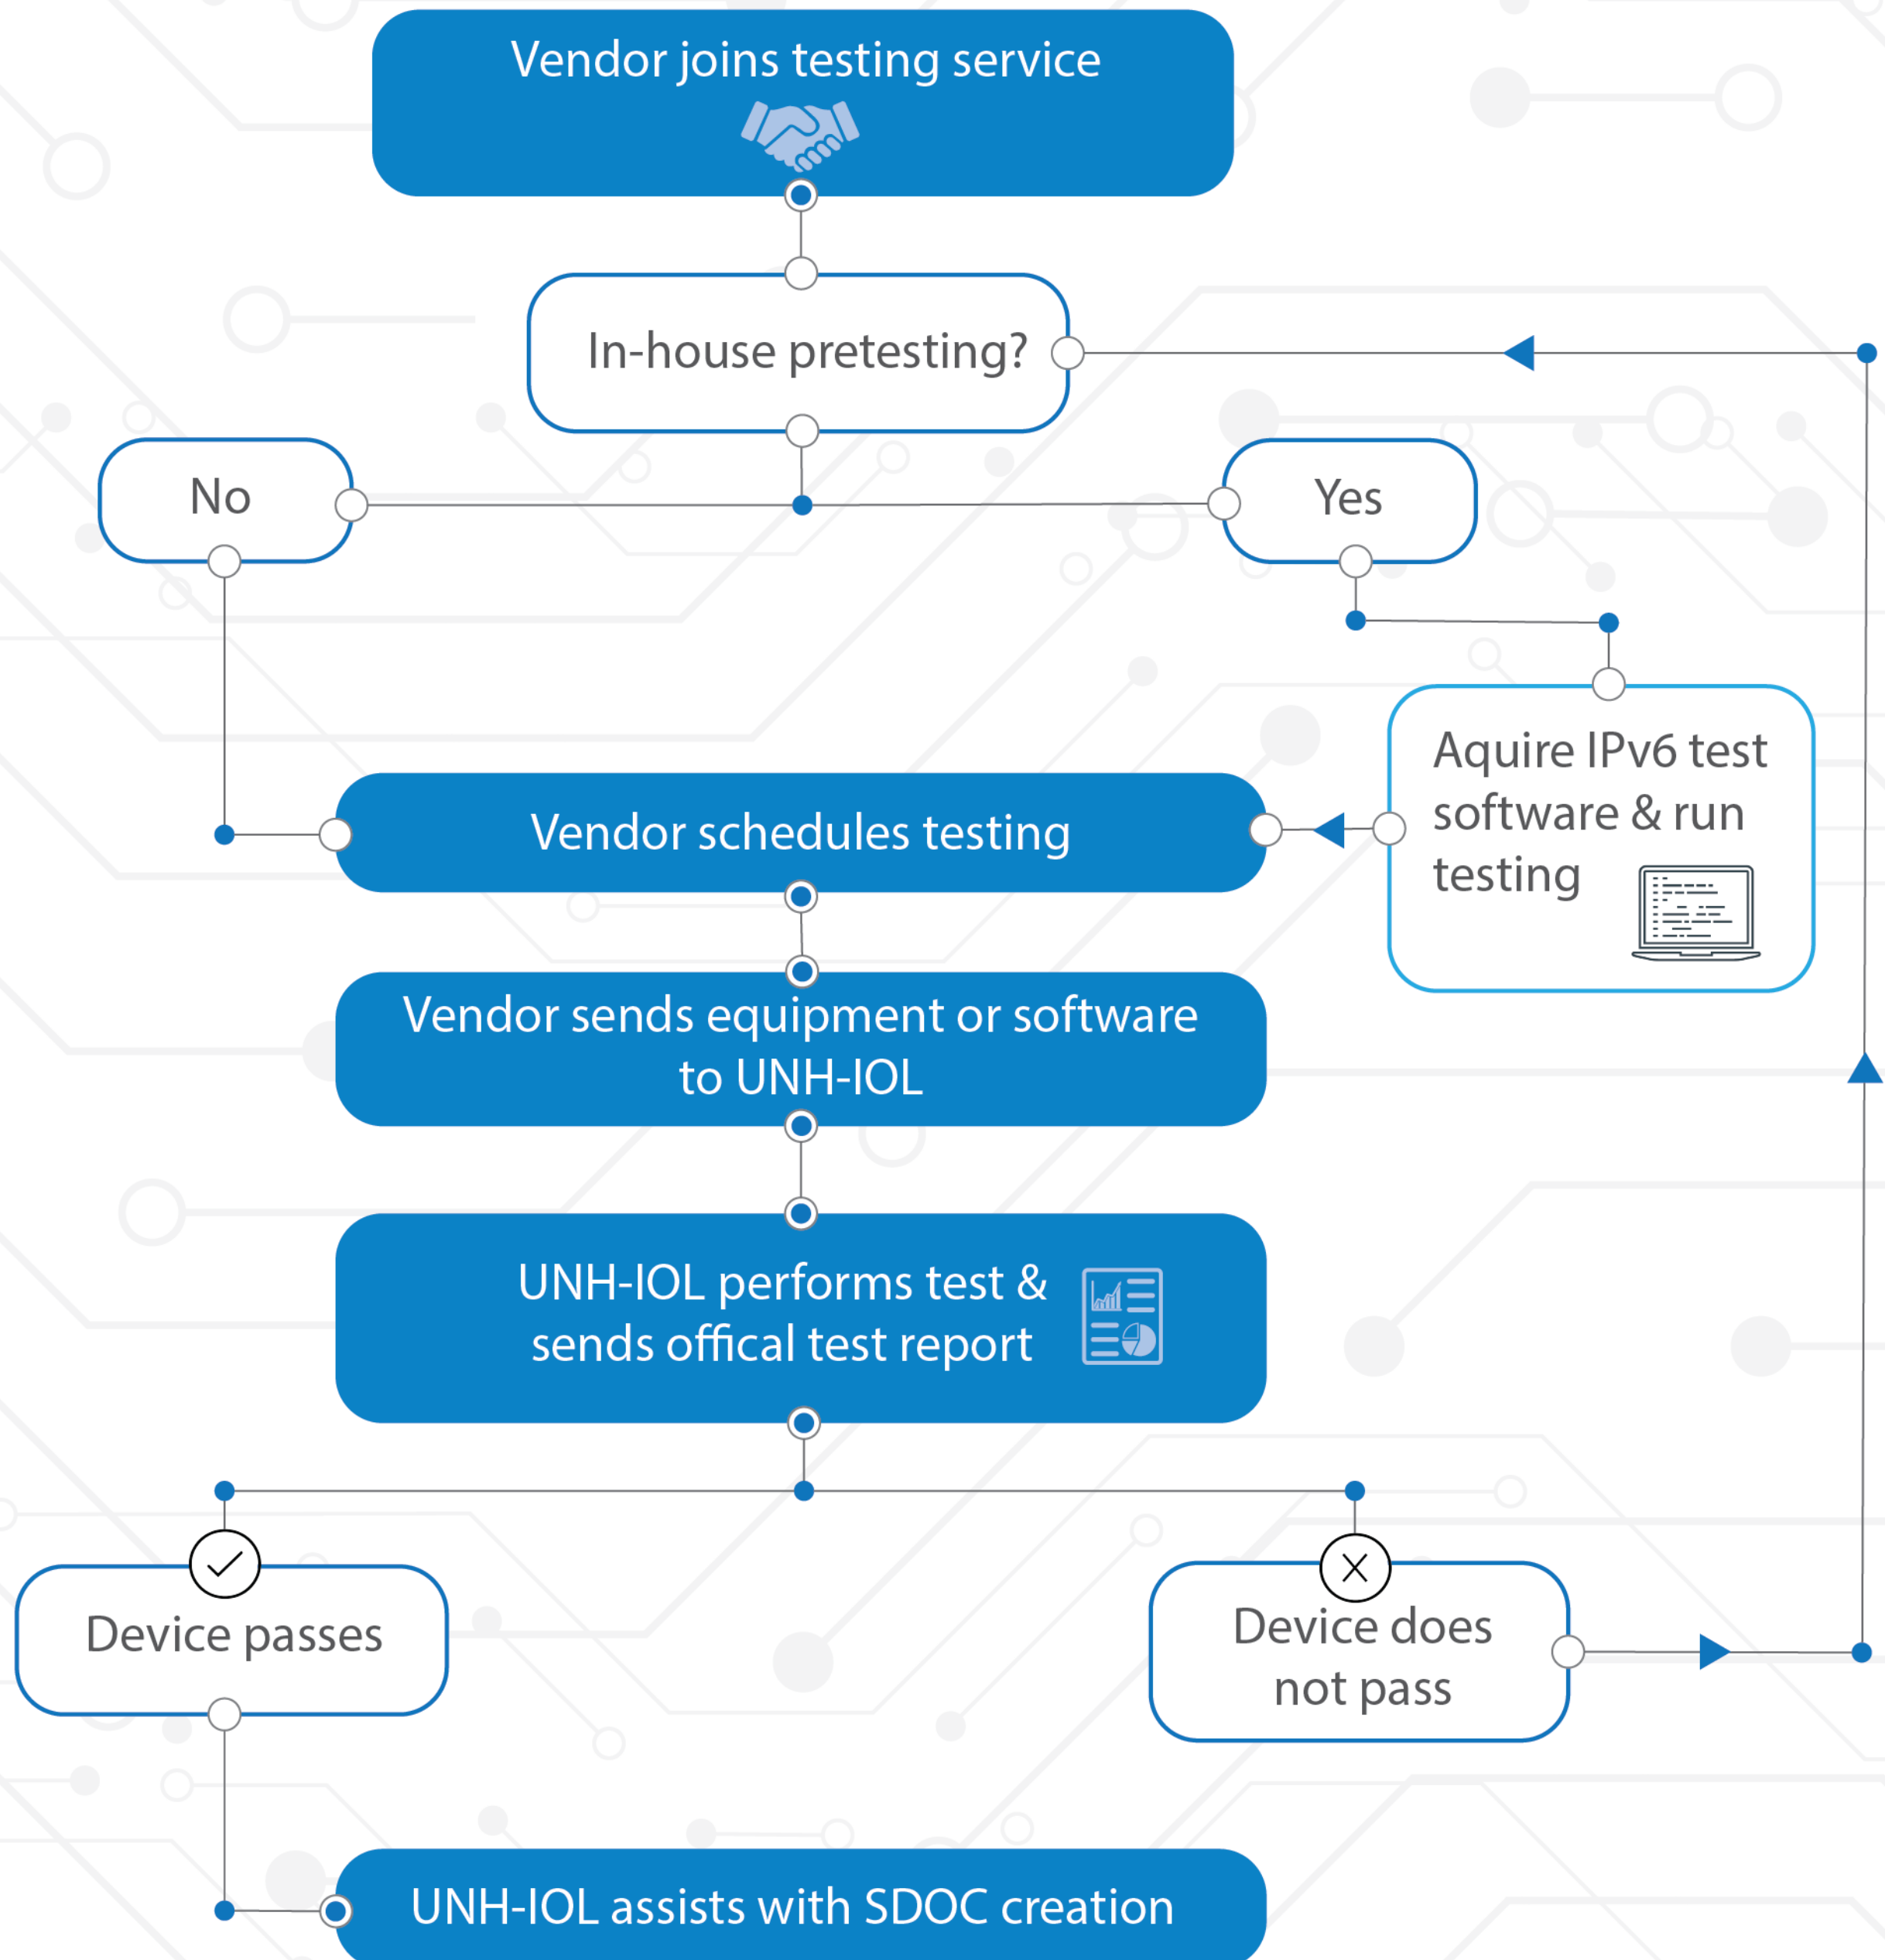 Vendor joins testing service
In-house pretesting?
No
Yes
Aquire IPv6 test
software & run
testing
Vendor schedules testing
Vendor sends equipment or software
to UNH-IOL
UNH-IOL performs test &
sends offical test report
Device passes
Device does
not pass
UNH-IOL assists with SDOC creation